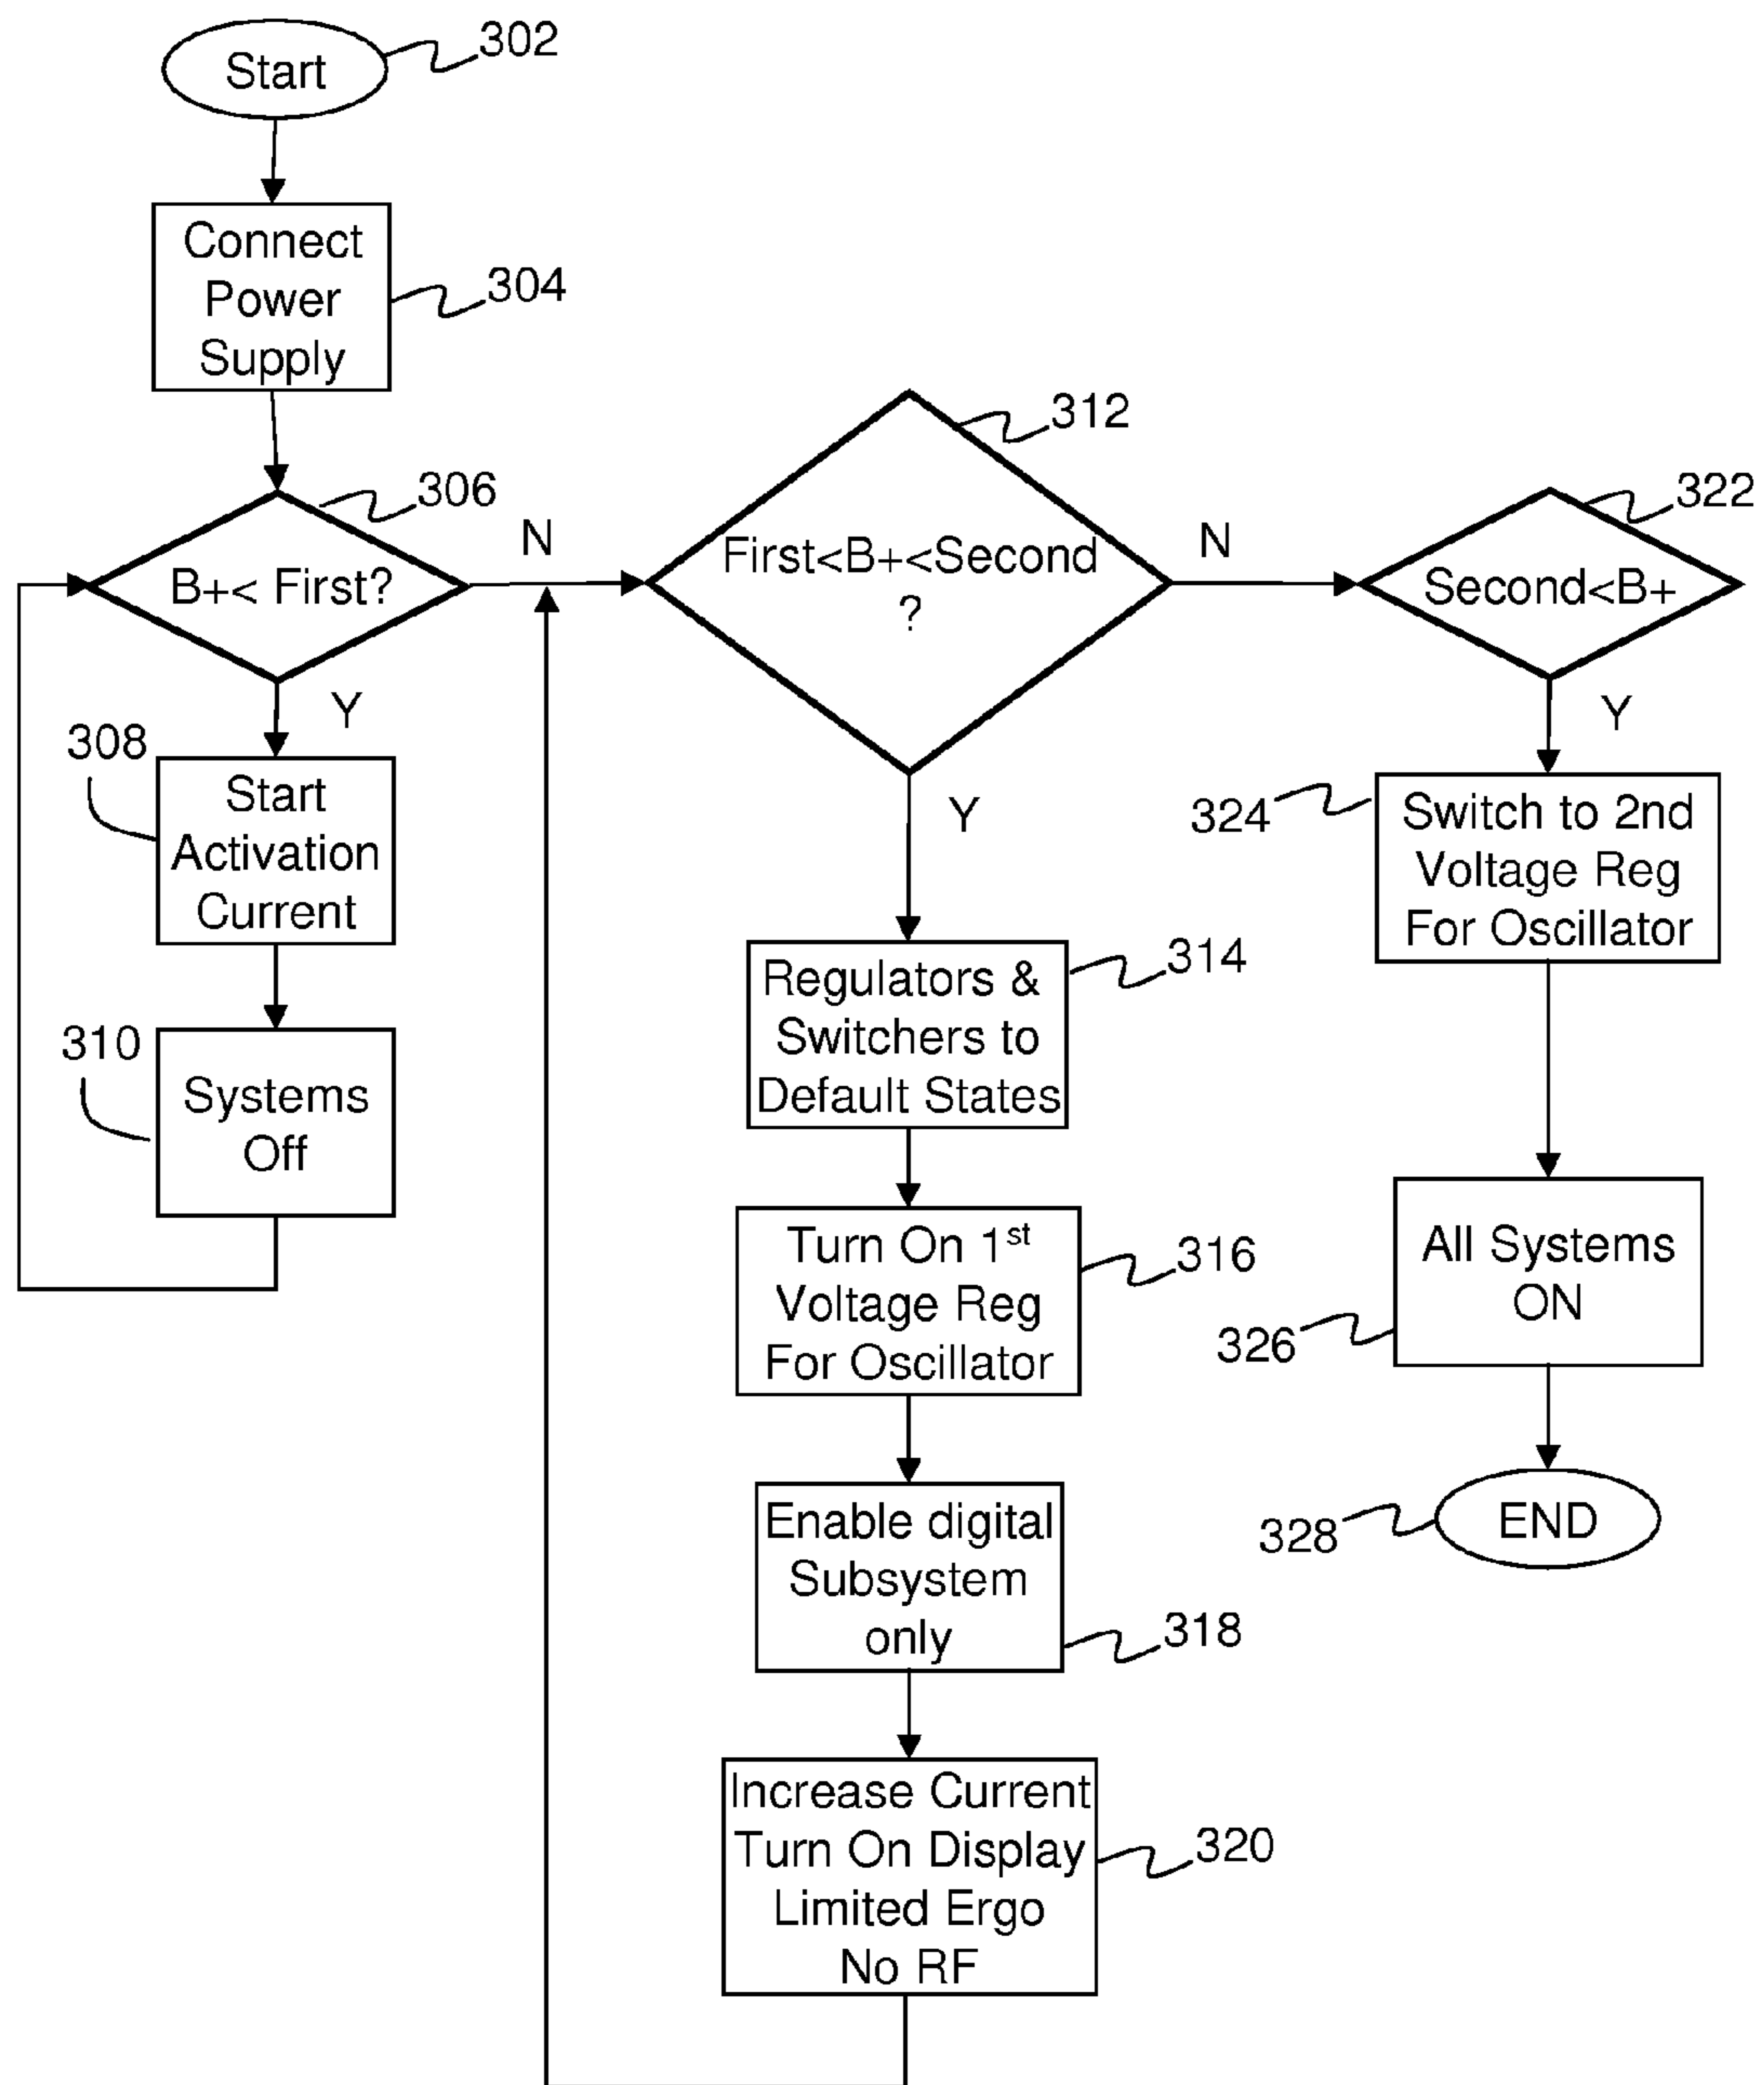 Start
302
Connect
Power
Supply
304
306
B+< First?
N
Y
308
Start
Activation
Current
310
Systems
Off
312
First<B+<Second
?
N
Y
Regulators &
Switchers to
Default States
314
Turn On 1st
Voltage Reg
For Oscillator
316
Enable digital
Subsystem
only
318
Increase Current
Turn On Display
Limited Ergo
No RF
320
322
Second<B+
Y
324
Switch to 2nd
Voltage Reg
For Oscillator
All Systems
ON
326
END
328